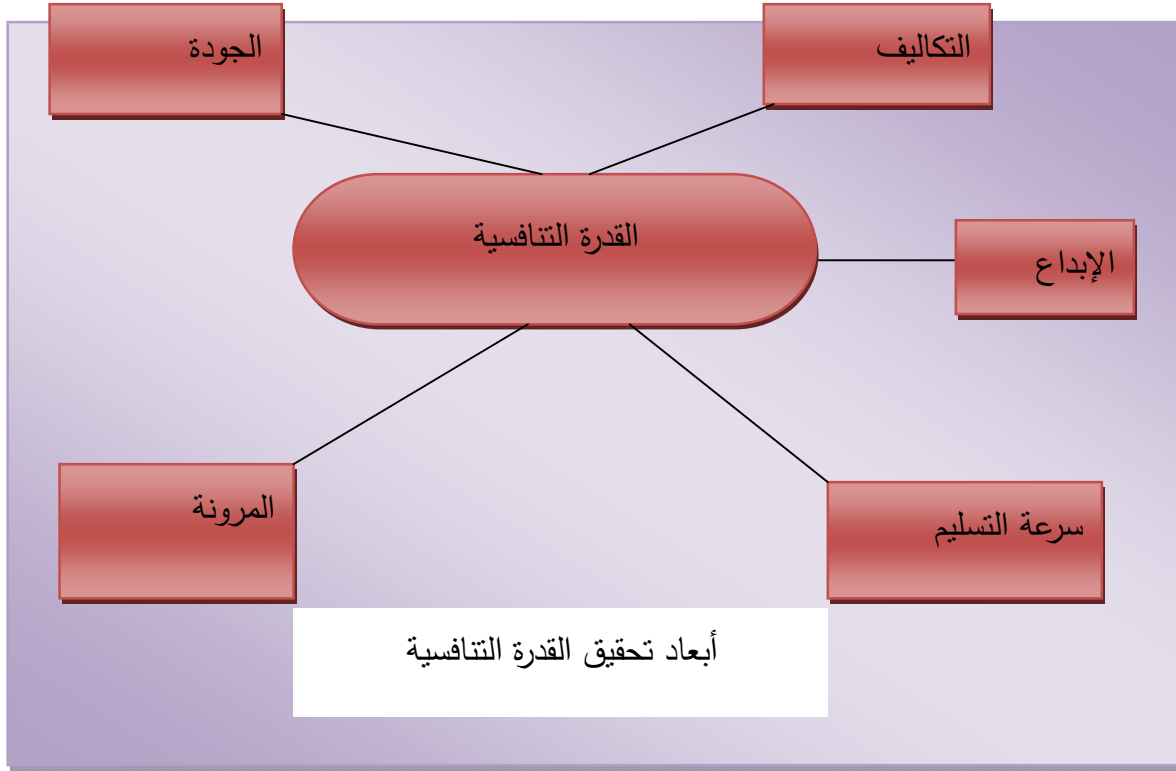 التكاليف
الجودة
القدرة التنافسية
الإبداع
سرعة التسليم
المرونة
أبعاد تحقيق القدرة التنافسية